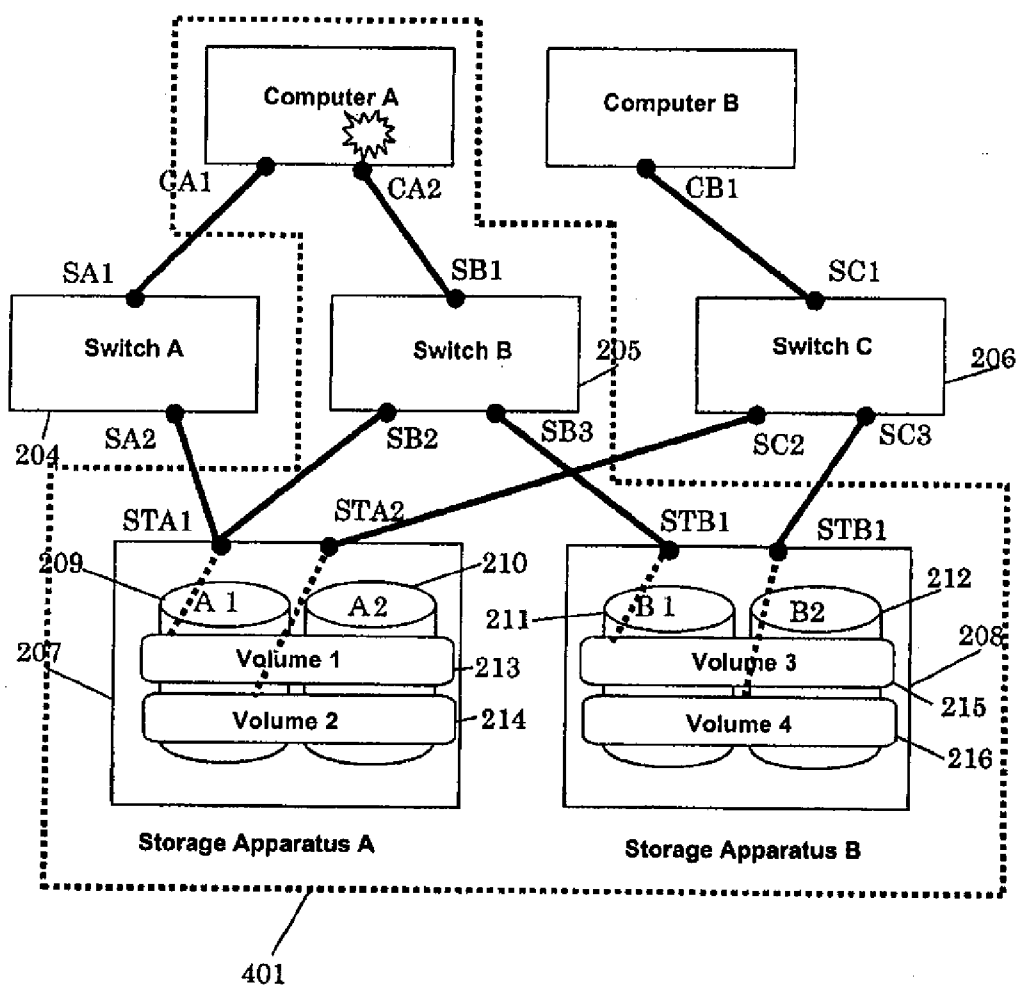 Computer A
Computer B
CA1
CA2
CB1
SA1
SB1
SC1
Switch A
Switch B
205
Switch C
206
204
SA2
SB2
SB3
SC2
SC3
STA1
STA2
STB1
STB1
209
A 1
A 2
210
211
B 1
B2
212
207
Volume 1
213
Volume 3
208
215
Volume 2
214
Volume 4
216
Storage Apparatus A
Storage Apparatus B
401